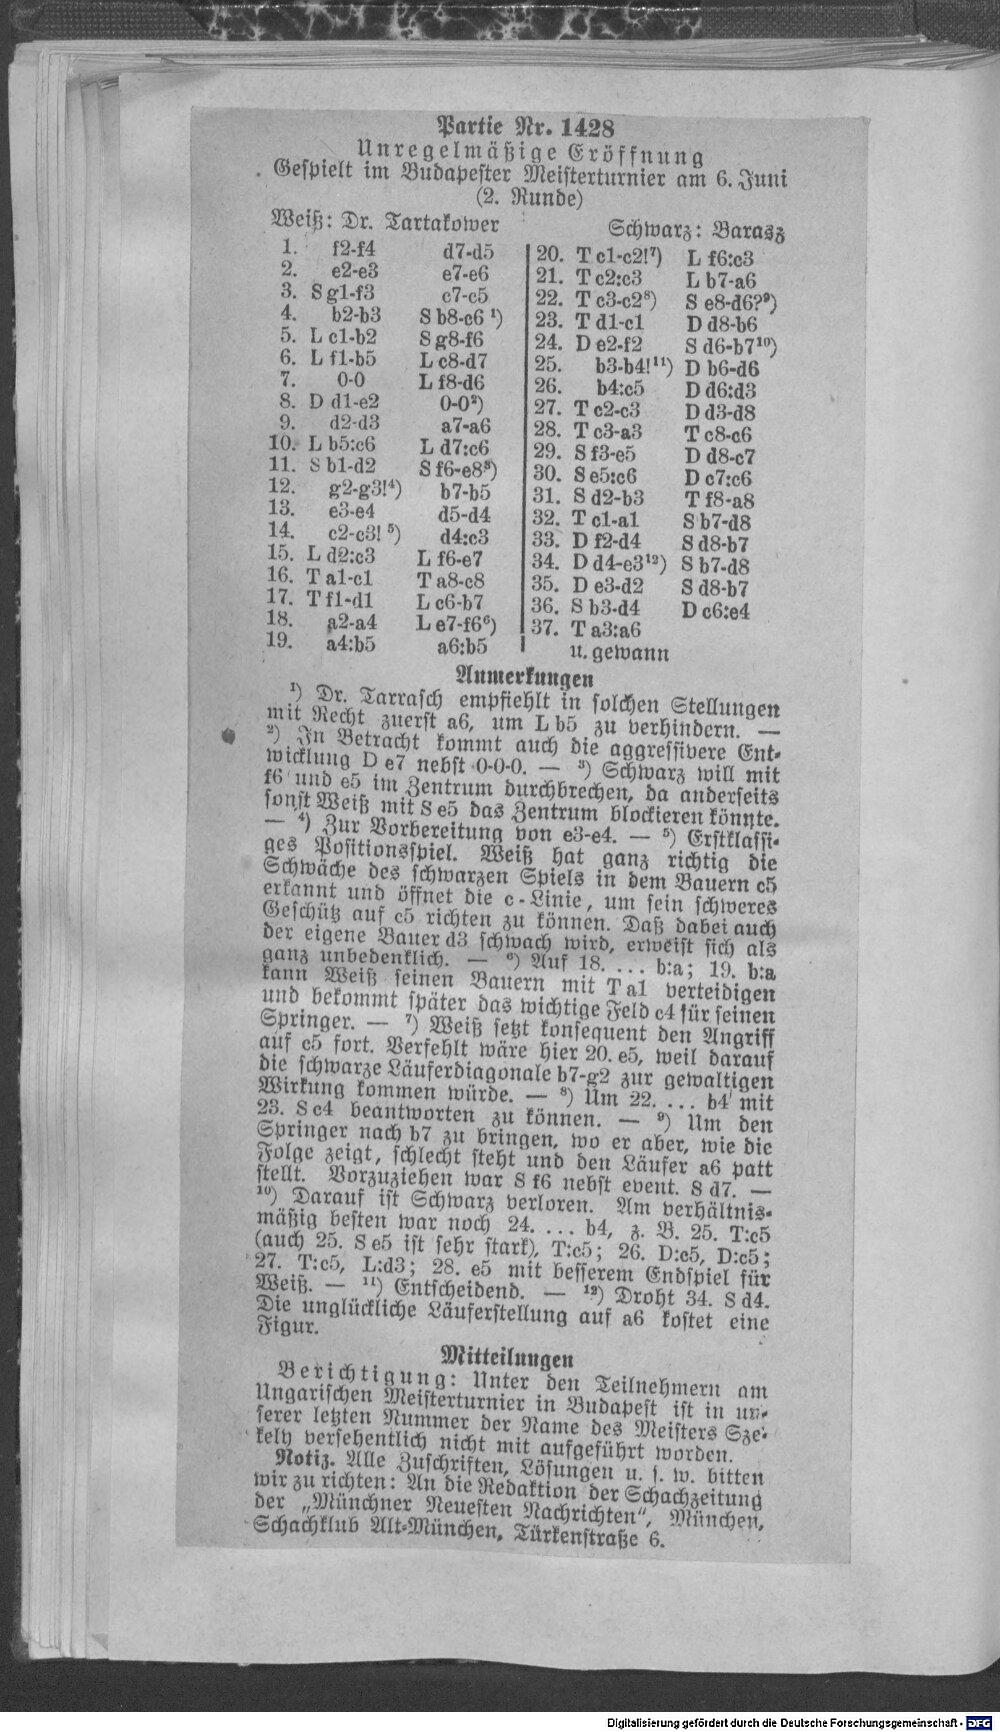 Partie Nr. 1428
Unregelmäßige Eröffnung
Gespielt im Budapester Meisterturnier am 6. Juni
(2. Runde)
Weiß: Dr. Tartakower Schwarz: Barasz
1. f2-f4 d7-d5
2. e2-e3 e7-e6
3. S g1-f3 c7-c5
4. b2-b3 S b8-c6 ¹)
5. L c1-b2 S g8-f6
6. L f1-b5 L c8-d7
7. 0-0 L f8-d6
8. D d1-e2 0-0²)
9. d2-d3 a7-a6
10. L b5:c6 L d7:c6
11. S b1-d2 S f6-e8³)
12. g2-g3!⁴) b7-b5
13. e3-e4 d5-d4
14. c2-c3! ⁵) d4:c3
15. L d2:c3 L f6-e7
16. T a1-c1 T a8-c8
17. T f1-d1 L c6-b7
18. a2-a4 L e7-f6⁶)
19. a4:b5 a6:b5
20. T c1-c2!⁷) L f6:c3
21. T c2:c3 L b7-a6
22. T c3-c2⁸) S e8-d6?⁹)
23. T d1-c1 D d8-b6
24. D e2-f2 S d6-b7¹⁰)
25. b3-b4!¹¹) D b6-d6
26. b4:c5 D d6:d3
27. T c2-c3 D d3-d8
28. T c3-a3 T c8-c6
29. S f3-e5 D d8-c7
30. S e5:c6 D c7:c6
31. S d2-b3 T f8-a8
32. T c1-a1 S b7-d8
33. D f2-d4 S d8-b7
34. D d4-e3¹²) S b7-d8
35. D e3-d2 S d8-b7
36. S b3-d4 D c6:e4
37. T a3:a6
u. gewann
Anmerkungen
¹) Dr. Tarrasch empfiehlt in solchen Stellungen
mit Recht zuerst a6, um L b5 zu verhindern. —
²) In Betracht kommt auch die aggressivere Ent-
wicklung D e7 nebst 0-0-0. — ³) Schwarz will mit
f6 und e5 im Zentrum durchbrechen, da anderseits
sonst Weiß mit S e5 das Zentrum blockieren könnte.
— ⁴) Zur Vorbereitung von e3-e4. — ⁵) Erstklassi-
ges Positionsspiel. Weiß hat ganz richtig die
Schwäche des schwarzen Spiels in dem Bauern c5
erkannt und öffnet die c-Linie, um sein schweres
Geschütz auf c5 richten zu können. Daß dabei auch
der eigene Bauer d3 schwach wird, erweist sich als
ganz unbedenklich. — ⁶) Auf 18. ... b:a; 19. b:a
kann Weiß seinen Bauern mit T a1 verteidigen
und bekommt später das wichtige Feld c4 für seinen
Springer. — ⁷) Weiß setzt konsequent den Angriff
auf c5 fort. Verfehlt wäre hier 20. e5, weil darauf
die schwarze Läuferdiagonale b7-g2 zur gewaltigen
Wirkung kommen würde. — ⁸) Um 22. ... b4 mit
23. S c4 beantworten zu können. — ⁹) Um den
Springer nach b7 zu bringen, wo er aber, wie die
Folge zeigt, schlecht steht und den Läufer a6 patt
stellt. Vorzuziehen war S f6 nebst event. S d7. —
¹⁰) Darauf ist Schwarz verloren. Am verhältnis-
mäßig besten war noch 24. ... b4, z. B. 25. T:c5
(auch 25. S e5 ist sehr stark), T:c5; 26. D:c5, D:c5;
27. T:c5, L:d3; 28. e5 mit besserem Endspiel für
Weiß. — ¹¹) Entscheidend. — ¹²) Droht 34. S d4.
Die unglückliche Läuferstellung auf a6 kostet eine
Figur.
Mitteilungen
Berichtigung: Unter den Teilnehmern am
Ungarischen Meisterturnier in Budapest ist in un-
serer letzten Nummer der Name des Meisters Sze-
kely versehentlich nicht mit aufgeführt worden.
Notiz. Alle Zuschriften, Lösungen u. s. w. bitten
wir zu richten: An die Redaktion der Schachzeitung
der „Münchner Neuesten Nachrichten“, München,
Schachklub Alt-München, Türkenstraße 6.
Digitalisierung gefördert durch die Deutsche Forschungsgemeinschaft - DFG